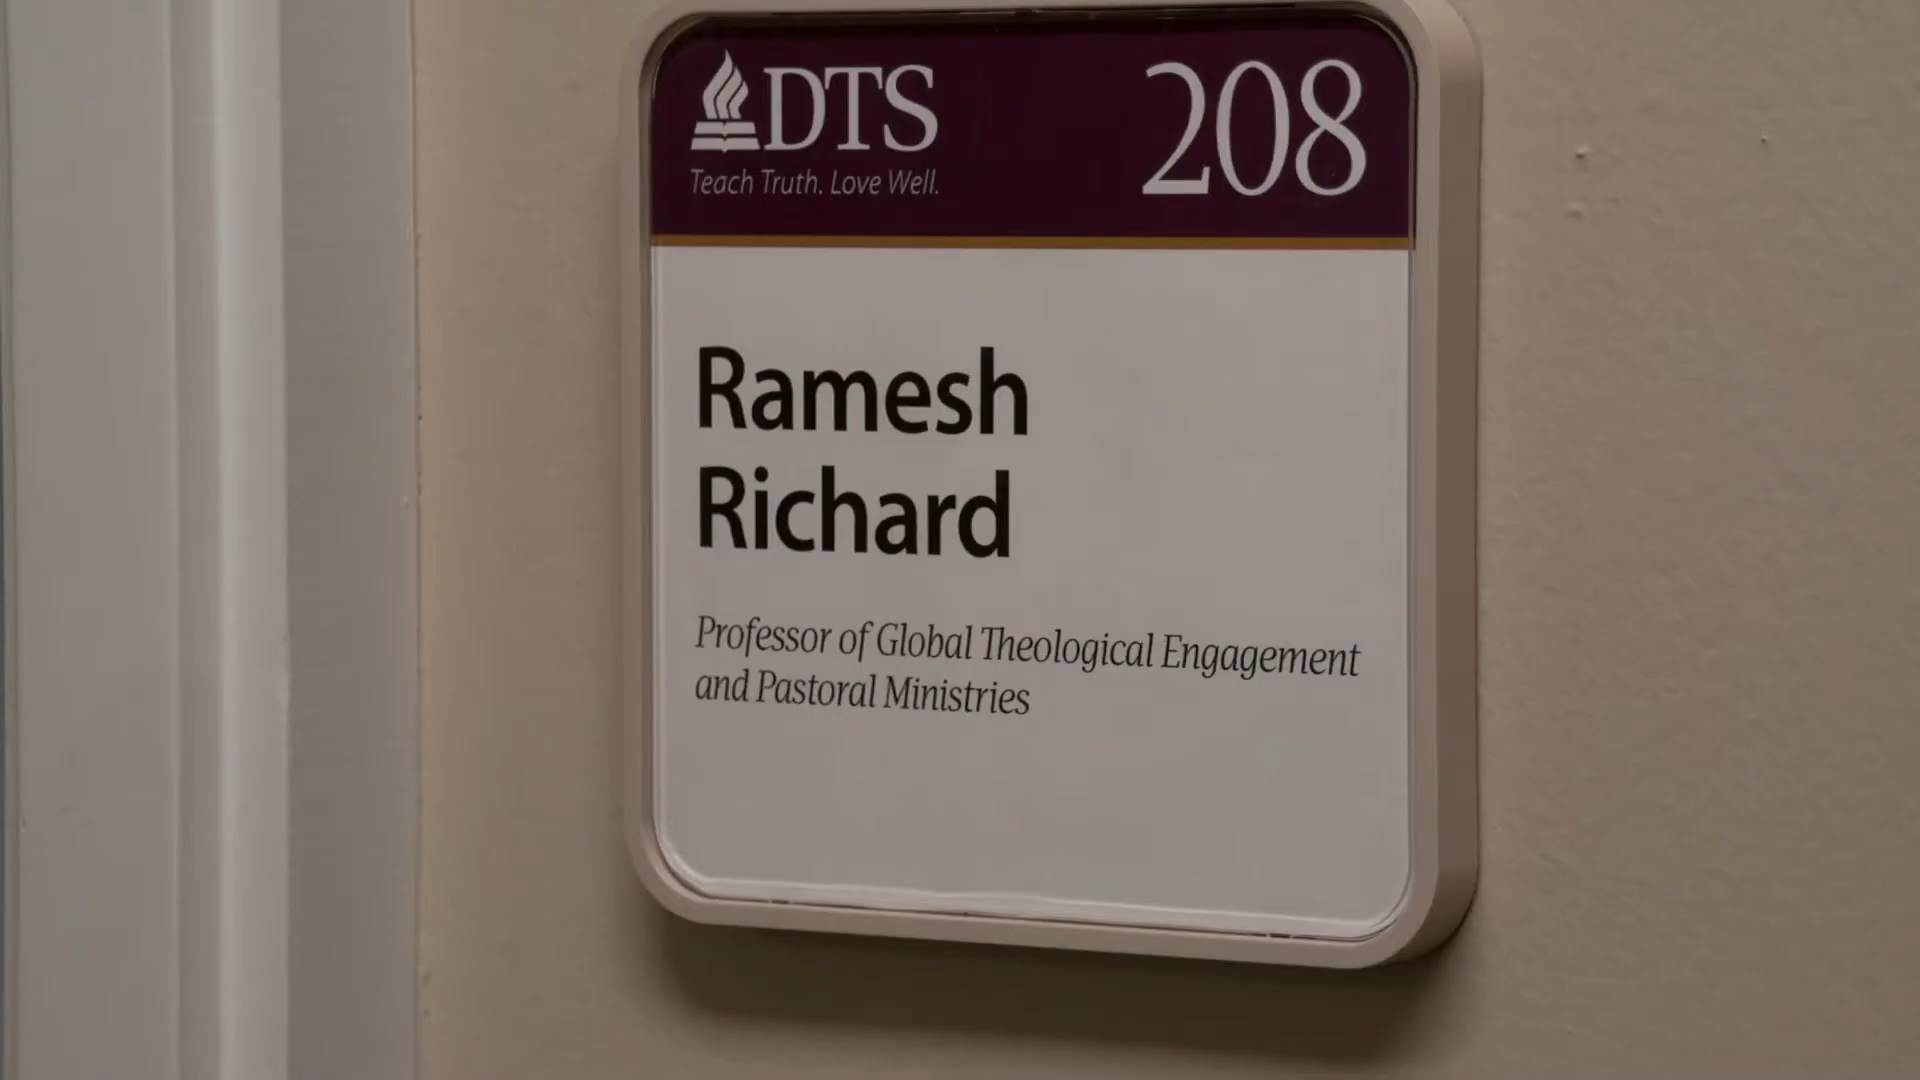 DTS 208
Teach Truth. Love Well.
Ramesh
Richard
Professor of Global Theological Engagement
and Pastoral Ministries